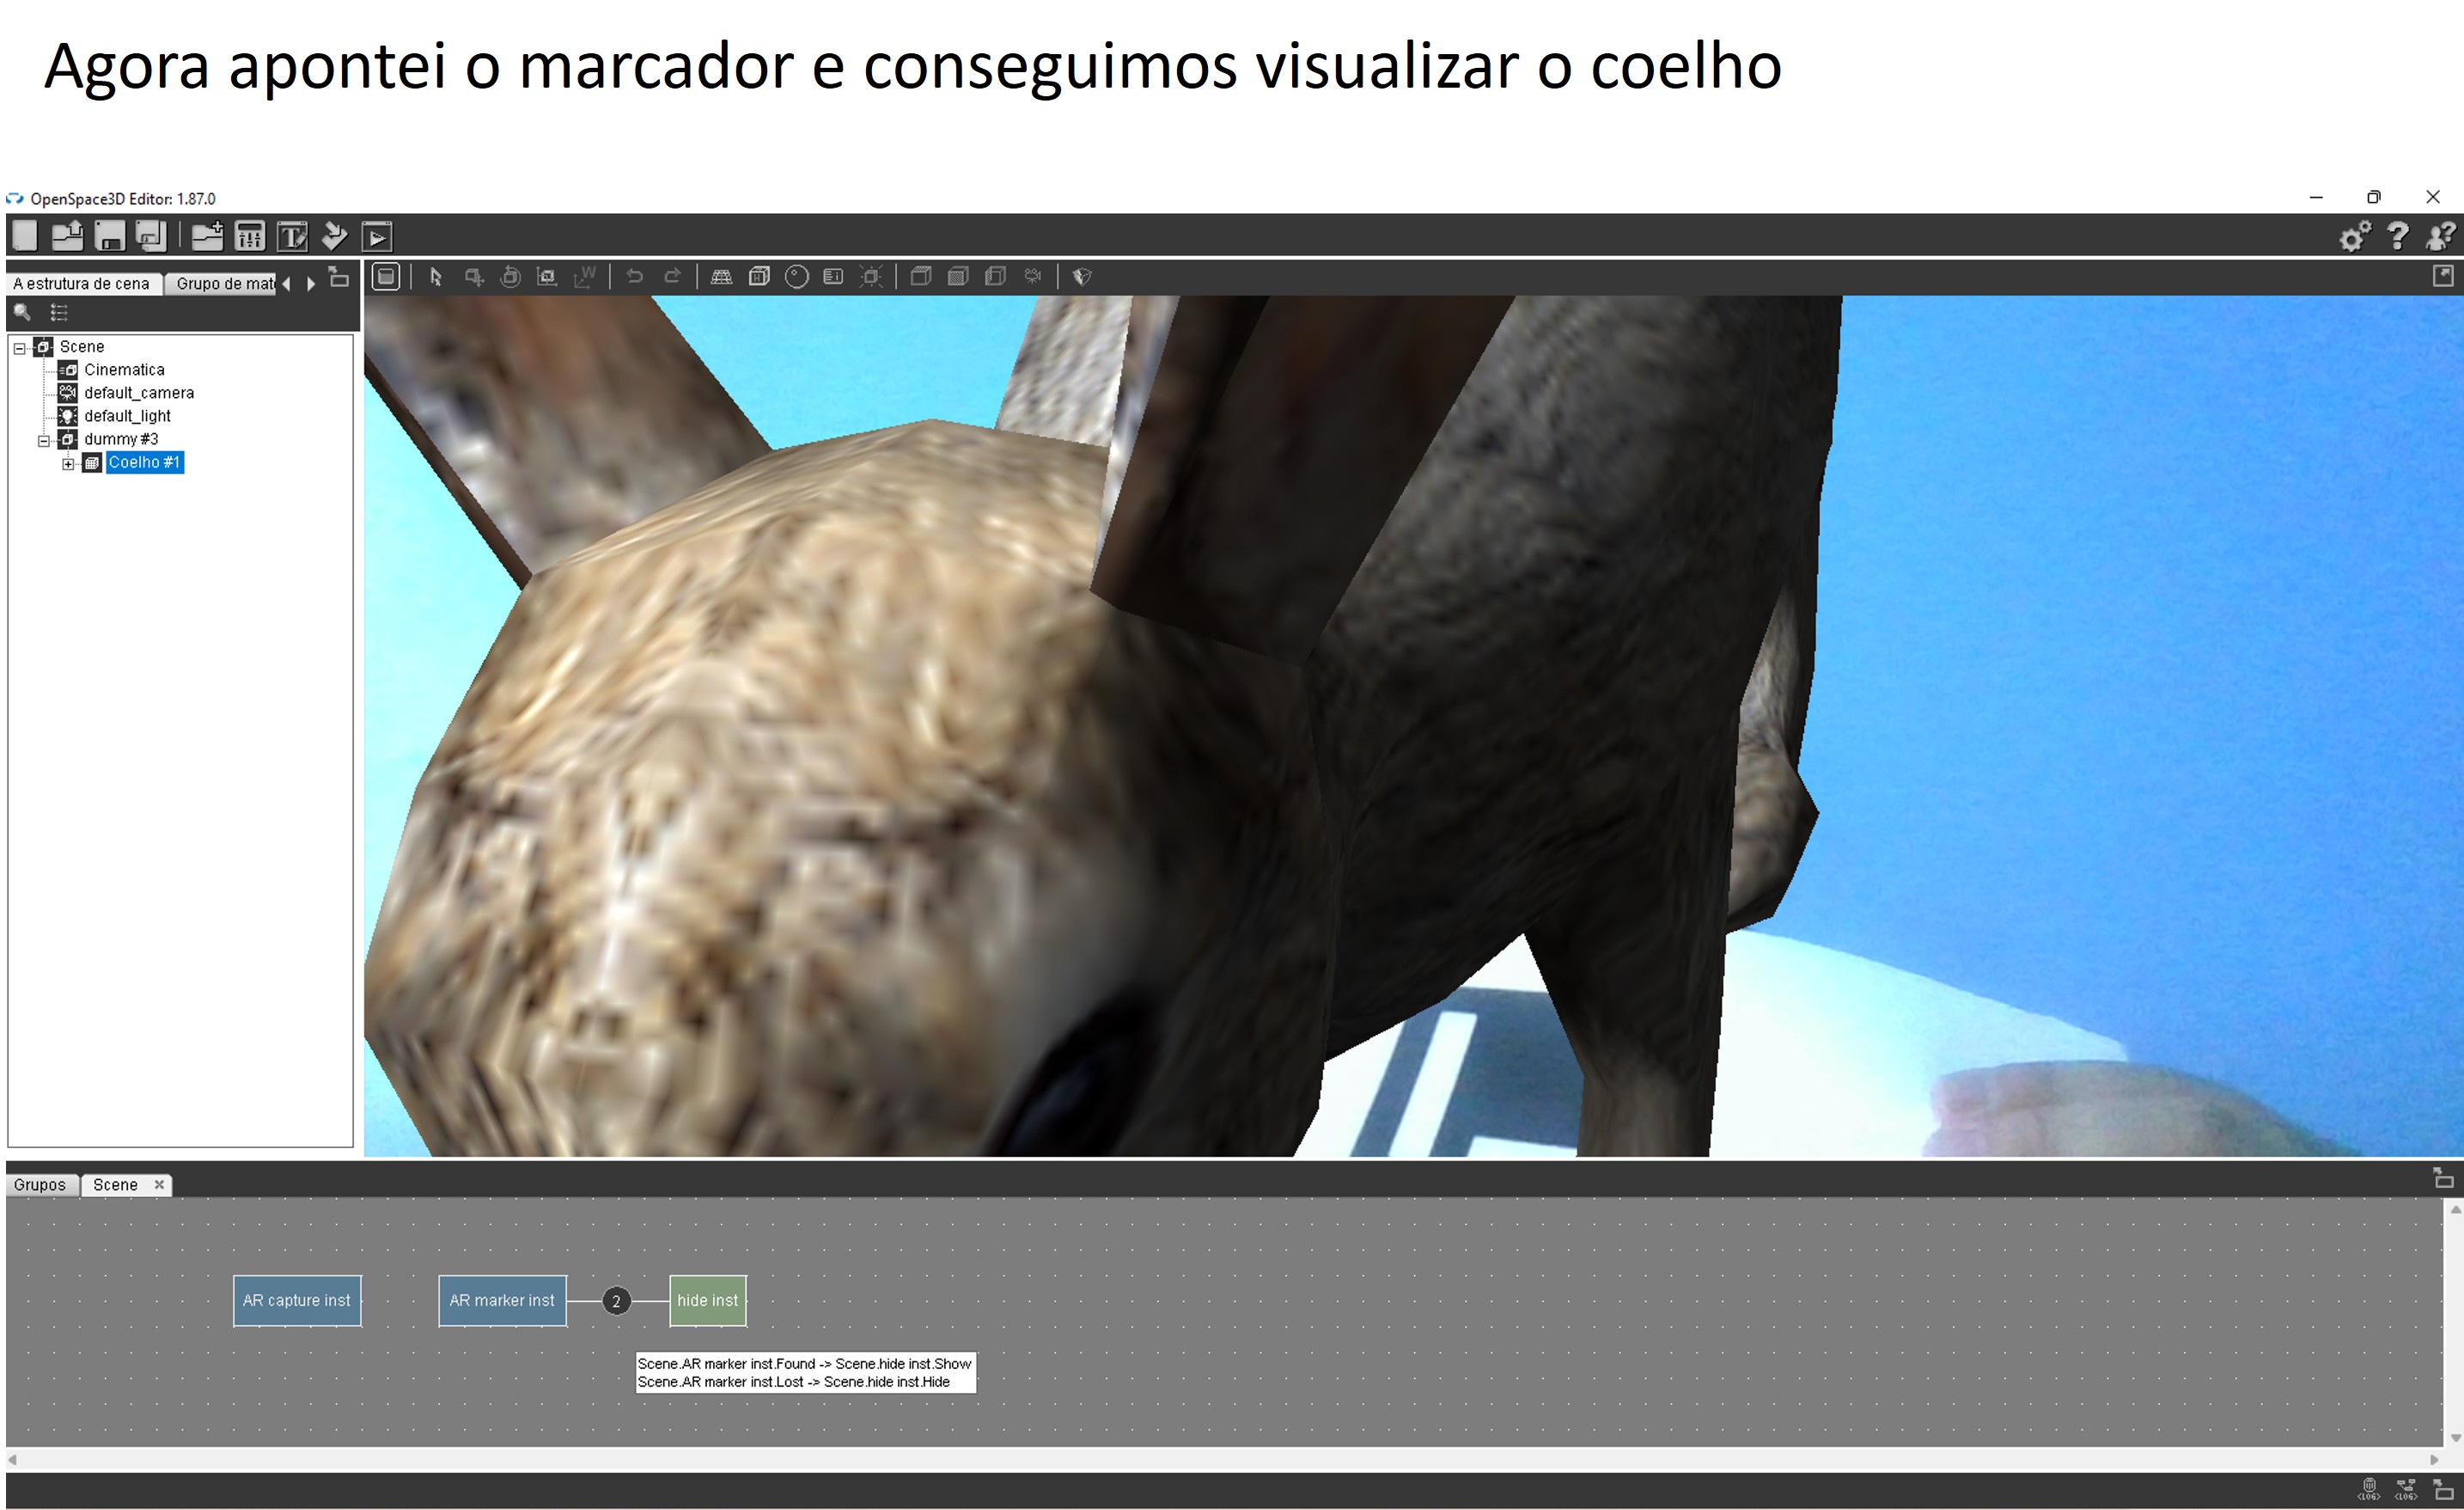 Agora apontei o marcador e conseguimos visualizar o coelho
OpenSpace3D Editor: 1.87.0
A estrutura de cena
Grupo de mat
Scene
Cinematica
default_camera
default_light
dummy #3
Coelho #1
Grupos
Scene
AR capture inst
AR marker inst
2
hide inst
Scene.AR marker inst.Found -> Scene.hide inst.Show
Scene.AR marker inst.Lost -> Scene.hide inst.Hide
<LOG>
<LOG>